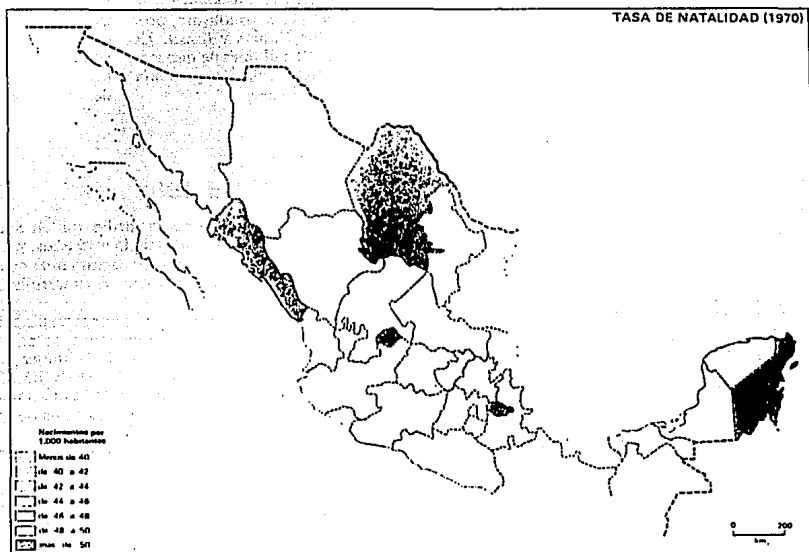 TASA DE NATALIDAD (1970)
Nacimientos por
1,000 habitantes
Menos de 40
de 40 a 42
de 42 a 44
de 44 a 46
de 46 a 48
de 48 a 50
mas de 50
0 200
km.